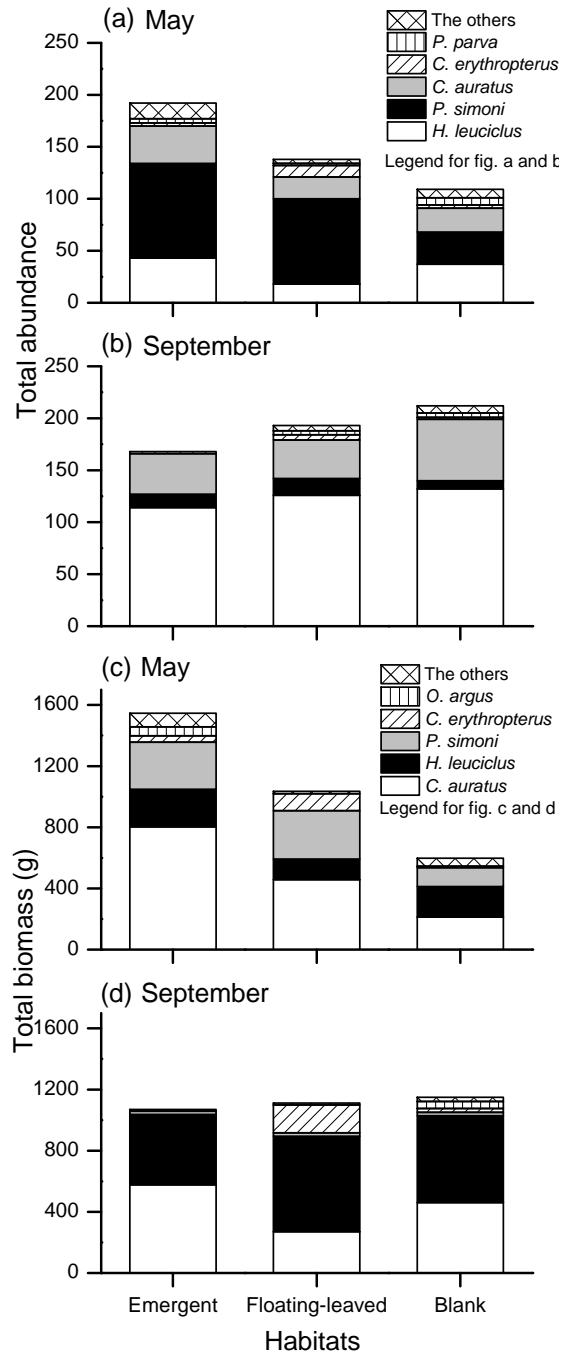 (a) May
250
200
150
100
50
0
The others
P. parva
C. erythropterus
C. auratus
P. simoni
H. leuciclus
Legend for fig. a and b
Total abundance
(b) September
250
200
150
100
50
0
(c) May
1600
1200
800
400
0
The others
O. argus
C. erythropterus
P. simoni
H. leuciclus
C. auratus
Legend for fig. c and d
Total biomass (g)
(d) September
1600
1200
800
400
0
Emergent Floating-leaved Blank
Habitats